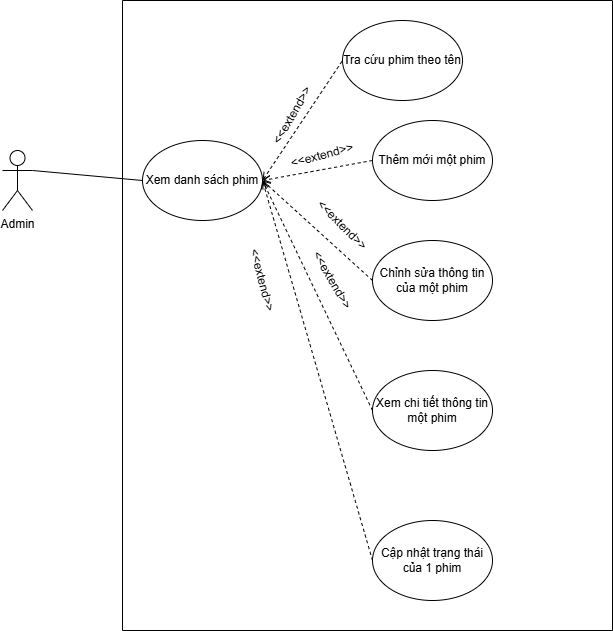 Tra cứu phim theo tên
<<extend>>
Thêm mới một phim
<<extend>>
Xem danh sách phim
Admin
<<extend>>
Chỉnh sửa thông tin
của một phim
<<extend>>
<<extend>>
Xem chi tiết thông tin
một phim
Cập nhật trạng thái
của 1 phim